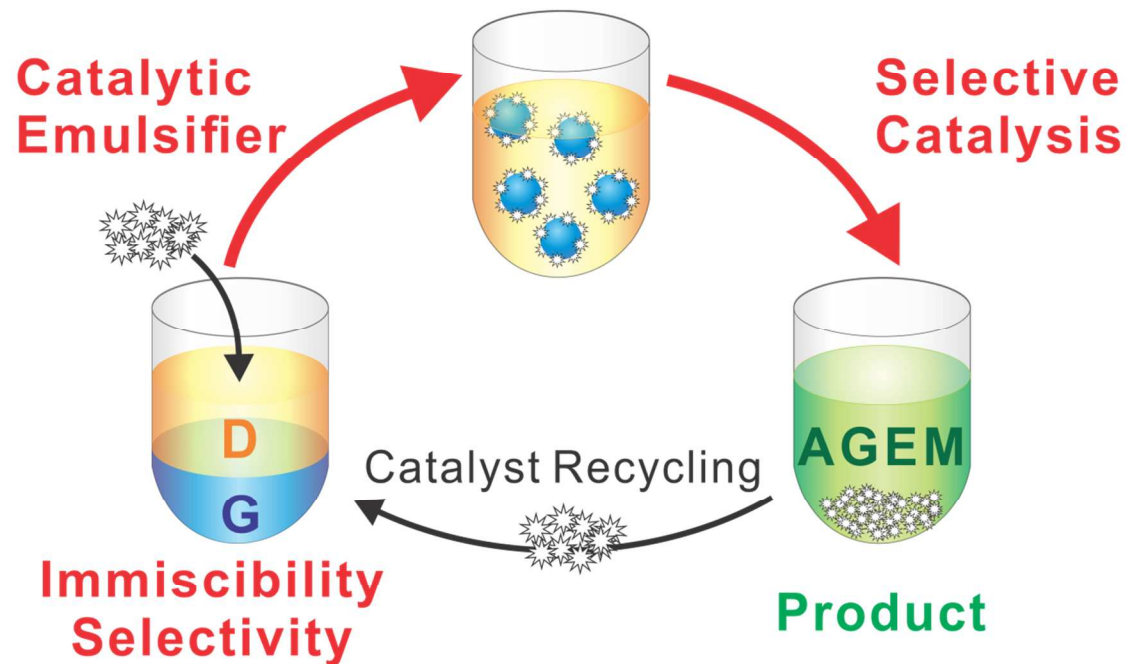 Catalytic
Emulsifier
Selective
Catalysis
D
G
Catalyst Recycling
AGEM
Immiscibility
Selectivity
Product